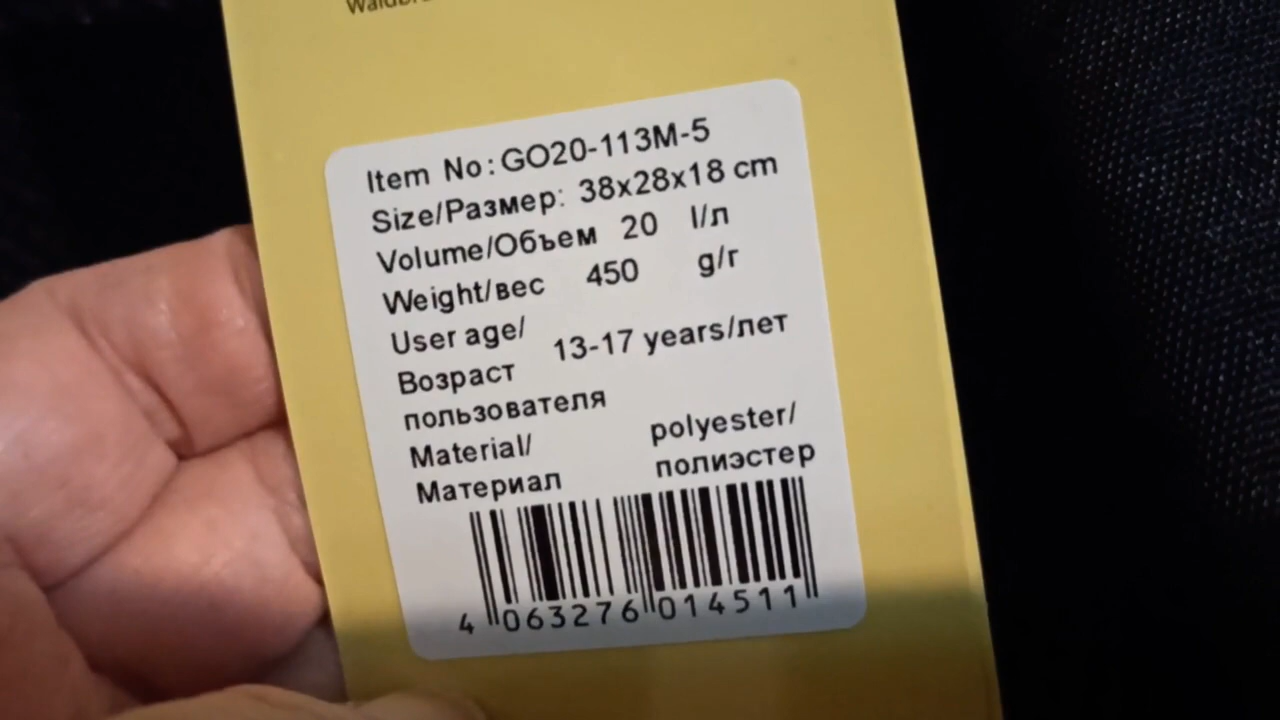 Item No: GO20-113M-5
Size/Размер: 38x28x18 cm
Volume/Объем 20 l/л
Weight/вес 450 g/г
User age/
Возраст 13-17 years/лет
пользователя
Material/ polyester/
Материал полиэстер
4 063276 014511